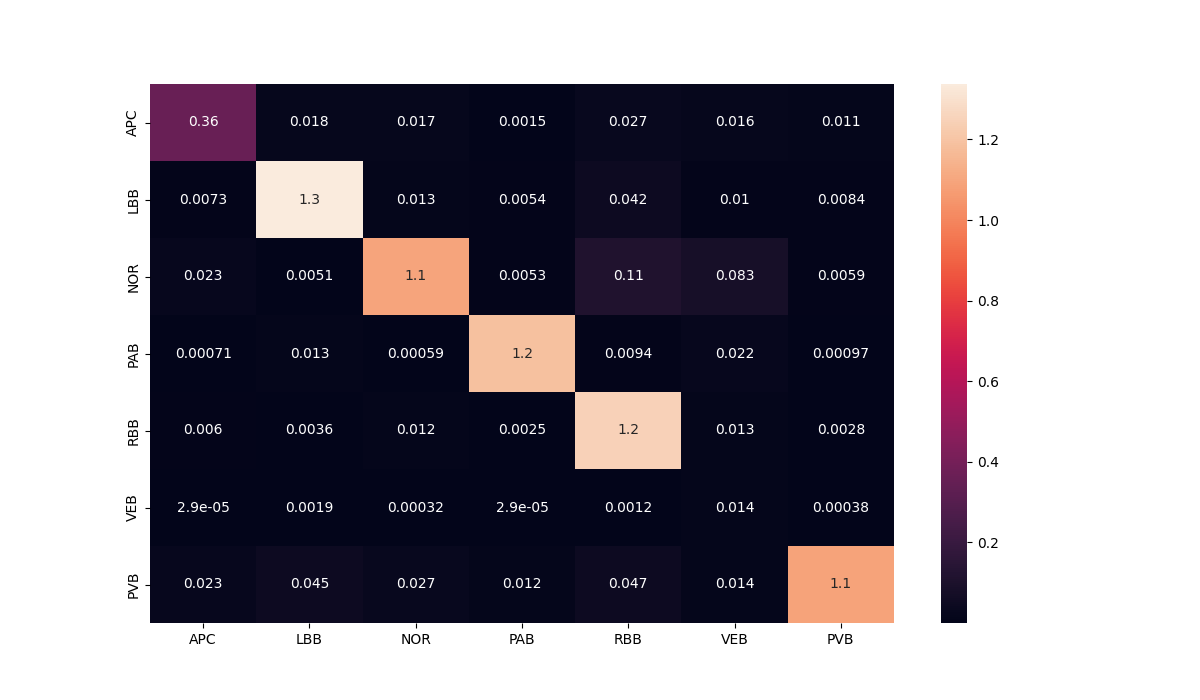 APC 0.36 0.018 0.017 0.0015 0.027 0.016 0.011
LBB 0.0073 1.3 0.013 0.0054 0.042 0.01 0.0084
NOR 0.023 0.0051 1.1 0.0053 0.11 0.083 0.0059
PAB 0.00071 0.013 0.00059 1.2 0.0094 0.022 0.00097
RBB 0.006 0.0036 0.012 0.0025 1.2 0.013 0.0028
VEB 2.9e-05 0.0019 0.00032 2.9e-05 0.0012 0.014 0.00038
PVB 0.023 0.045 0.027 0.012 0.047 0.014 1.1
APC LBB NOR PAB RBB VEB PVB
1.2
1.0
0.8
0.6
0.4
0.2